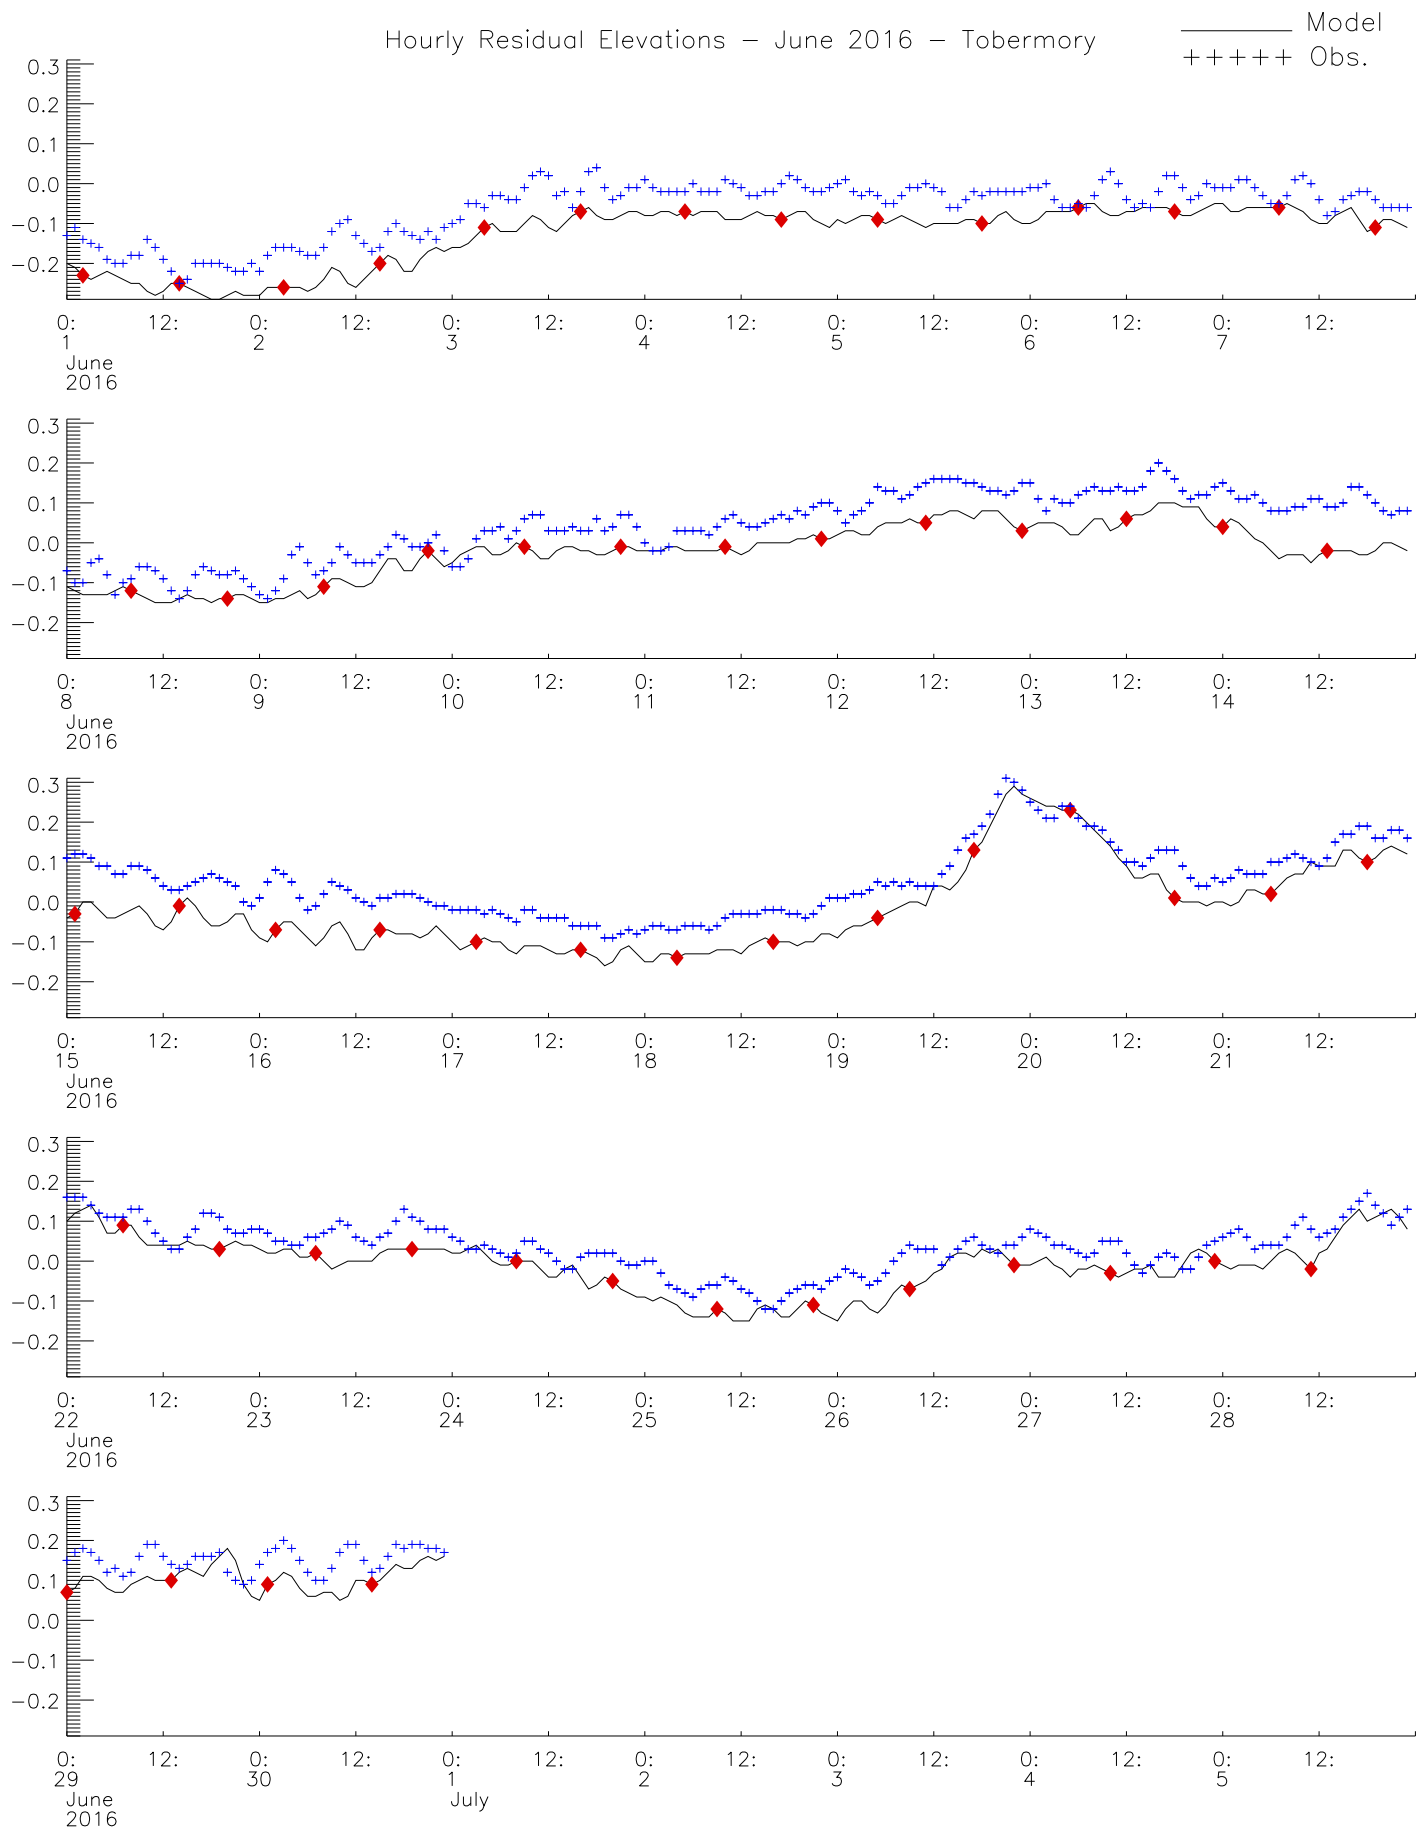 Hourly Residual Elevations − June 2016 − Tobermory
Model
+++++ Obs.
0.3
0.2
0.1
0.0
−0.1
−0.2
0: 12: 0: 12: 0: 12: 0: 12: 0: 12: 0: 12: 0: 12:
1 2 3 4 5 6 7
June
2016
0.3
0.2
0.1
0.0
−0.1
−0.2
0: 12: 0: 12: 0: 12: 0: 12: 0: 12: 0: 12: 0: 12:
8 9 10 11 12 13 14
June
2016
0.3
0.2
0.1
0.0
−0.1
−0.2
0: 12: 0: 12: 0: 12: 0: 12: 0: 12: 0: 12: 0: 12:
15 16 17 18 19 20 21
June
2016
0.3
0.2
0.1
0.0
−0.1
−0.2
0: 12: 0: 12: 0: 12: 0: 12: 0: 12: 0: 12: 0: 12:
22 23 24 25 26 27 28
June
2016
0.3
0.2
0.1
0.0
−0.1
−0.2
0: 12: 0: 12: 0: 12: 0: 12: 0: 12: 0: 12: 0: 12:
29 30 1 2 3 4 5
June July
2016